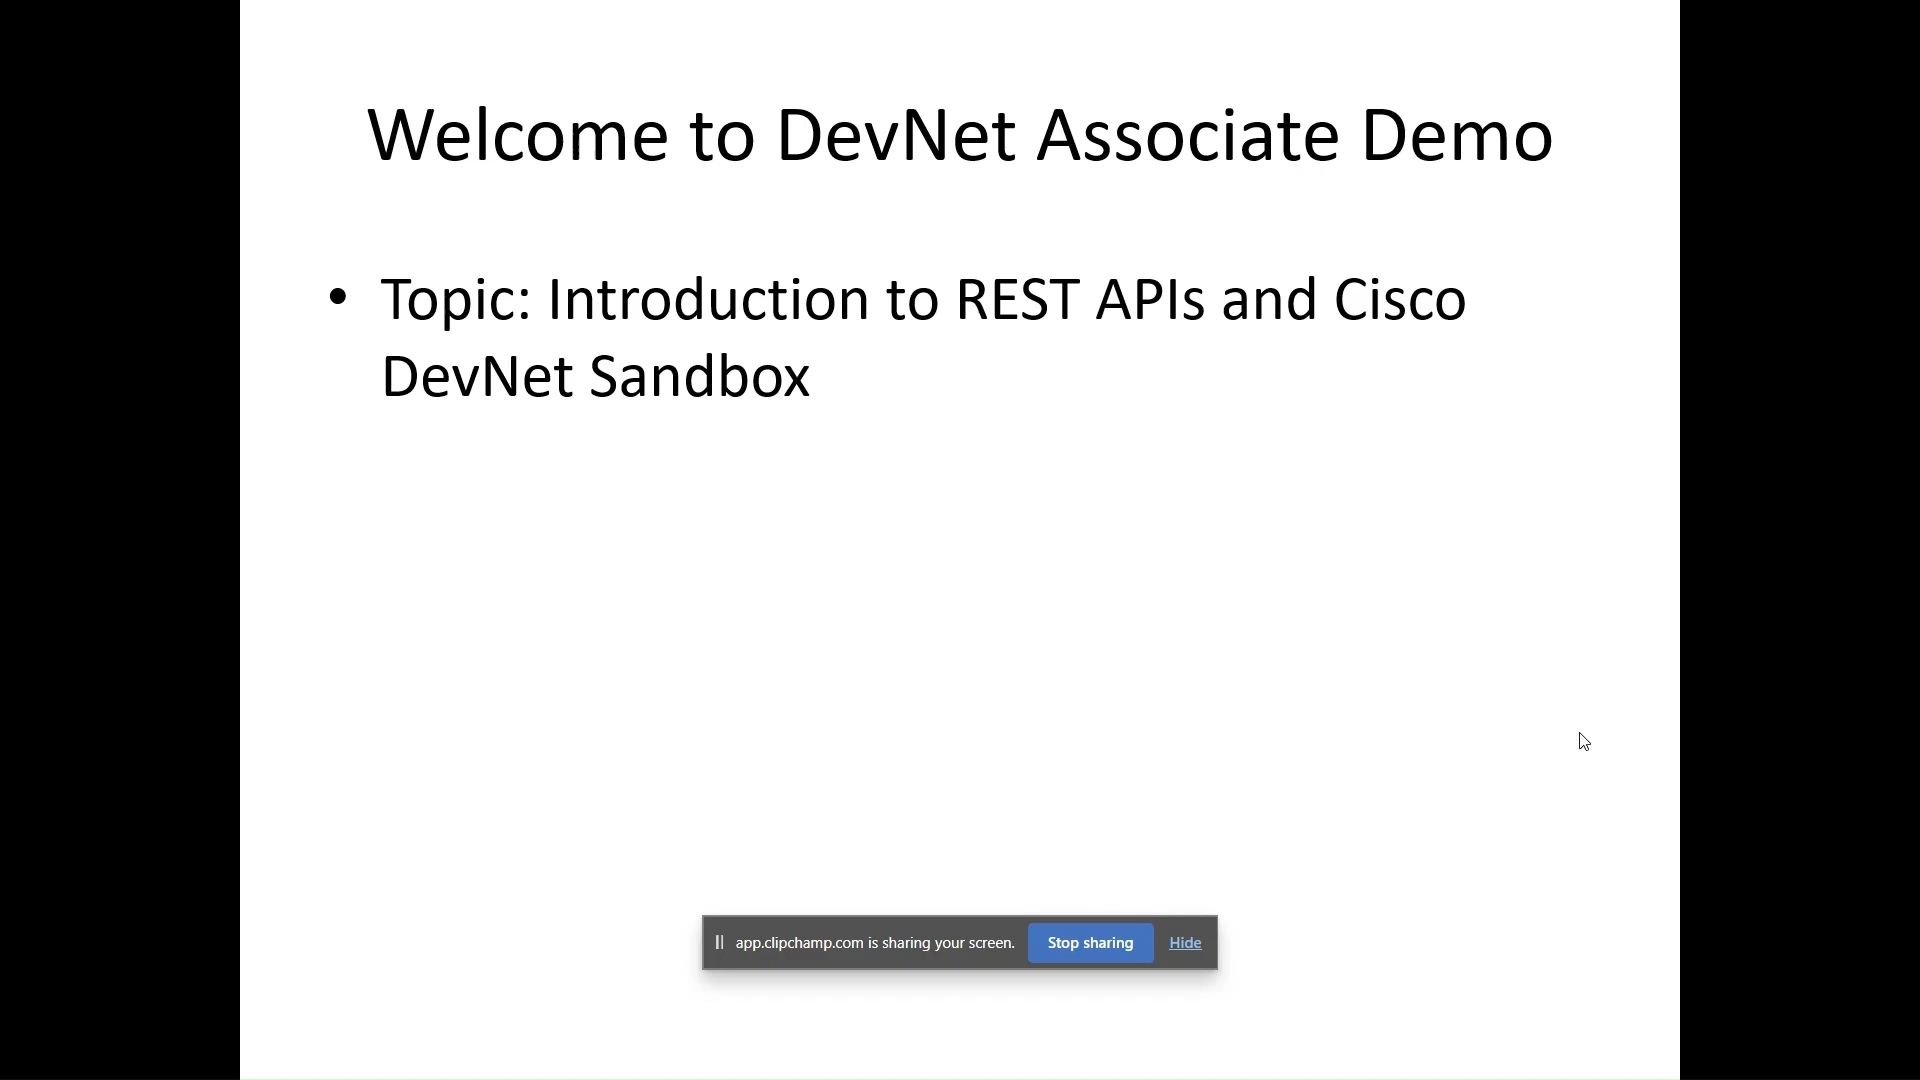 Welcome to DevNet Associate Demo
• Topic: Introduction to REST APIs and Cisco
DevNet Sandbox
app.clipchamp.com is sharing your screen. Stop sharing Hide